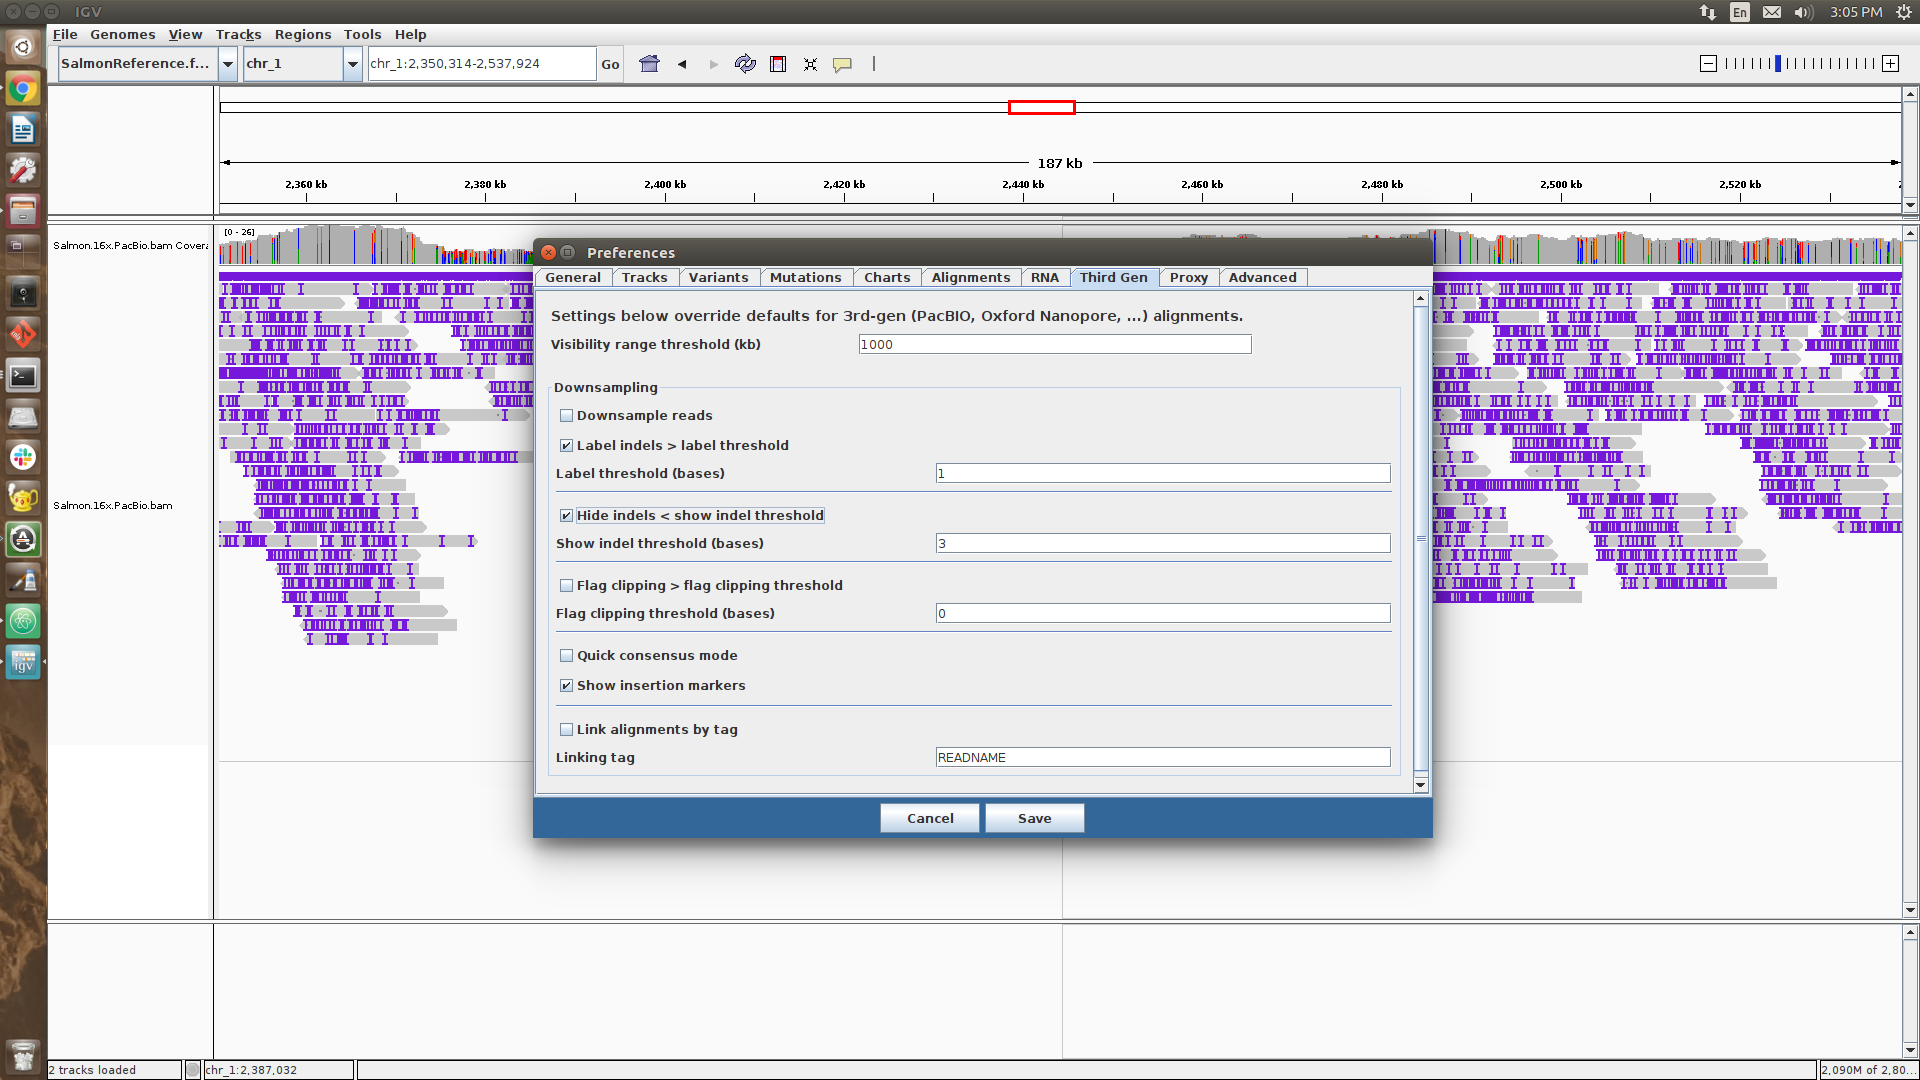 IGV
En
3:05 PM
File Genomes View Tracks Regions Tools Help
SalmonReference.f...
chr_1
chr_1:2,350,314-2,537,924
Go
187 kb
2,360 kb 2,380 kb 2,400 kb 2,420 kb 2,440 kb 2,460 kb 2,480 kb 2,500 kb 2,520 kb
Salmon.16x.PacBio.bam Covera
[0 - 26]
Preferences
General Tracks Variants Mutations Charts Alignments RNA Third Gen Proxy Advanced
Settings below override defaults for 3rd-gen (PacBIO, Oxford Nanopore, ...) alignments.
Visibility range threshold (kb) 1000
Downsampling
Downsample reads
Label indels > label threshold
Label threshold (bases) 1
Hide indels < show indel threshold
Salmon.16x.PacBio.bam
Show indel threshold (bases) 3
Flag clipping > flag clipping threshold
Flag clipping threshold (bases) 0
Quick consensus mode
Show insertion markers
igv
Link alignments by tag
Linking tag READNAME
Cancel Save
2 tracks loaded
chr_1:2,387,032
2,090M of 2,80...